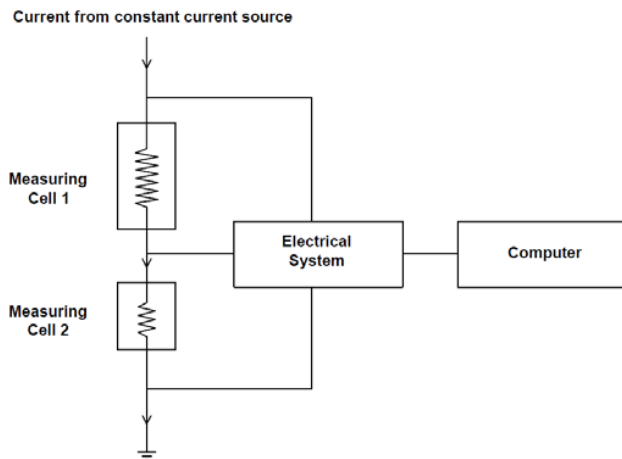 Current from constant current source
Measuring
Cell 1
Electrical
System
Computer
Measuring
Cell 2